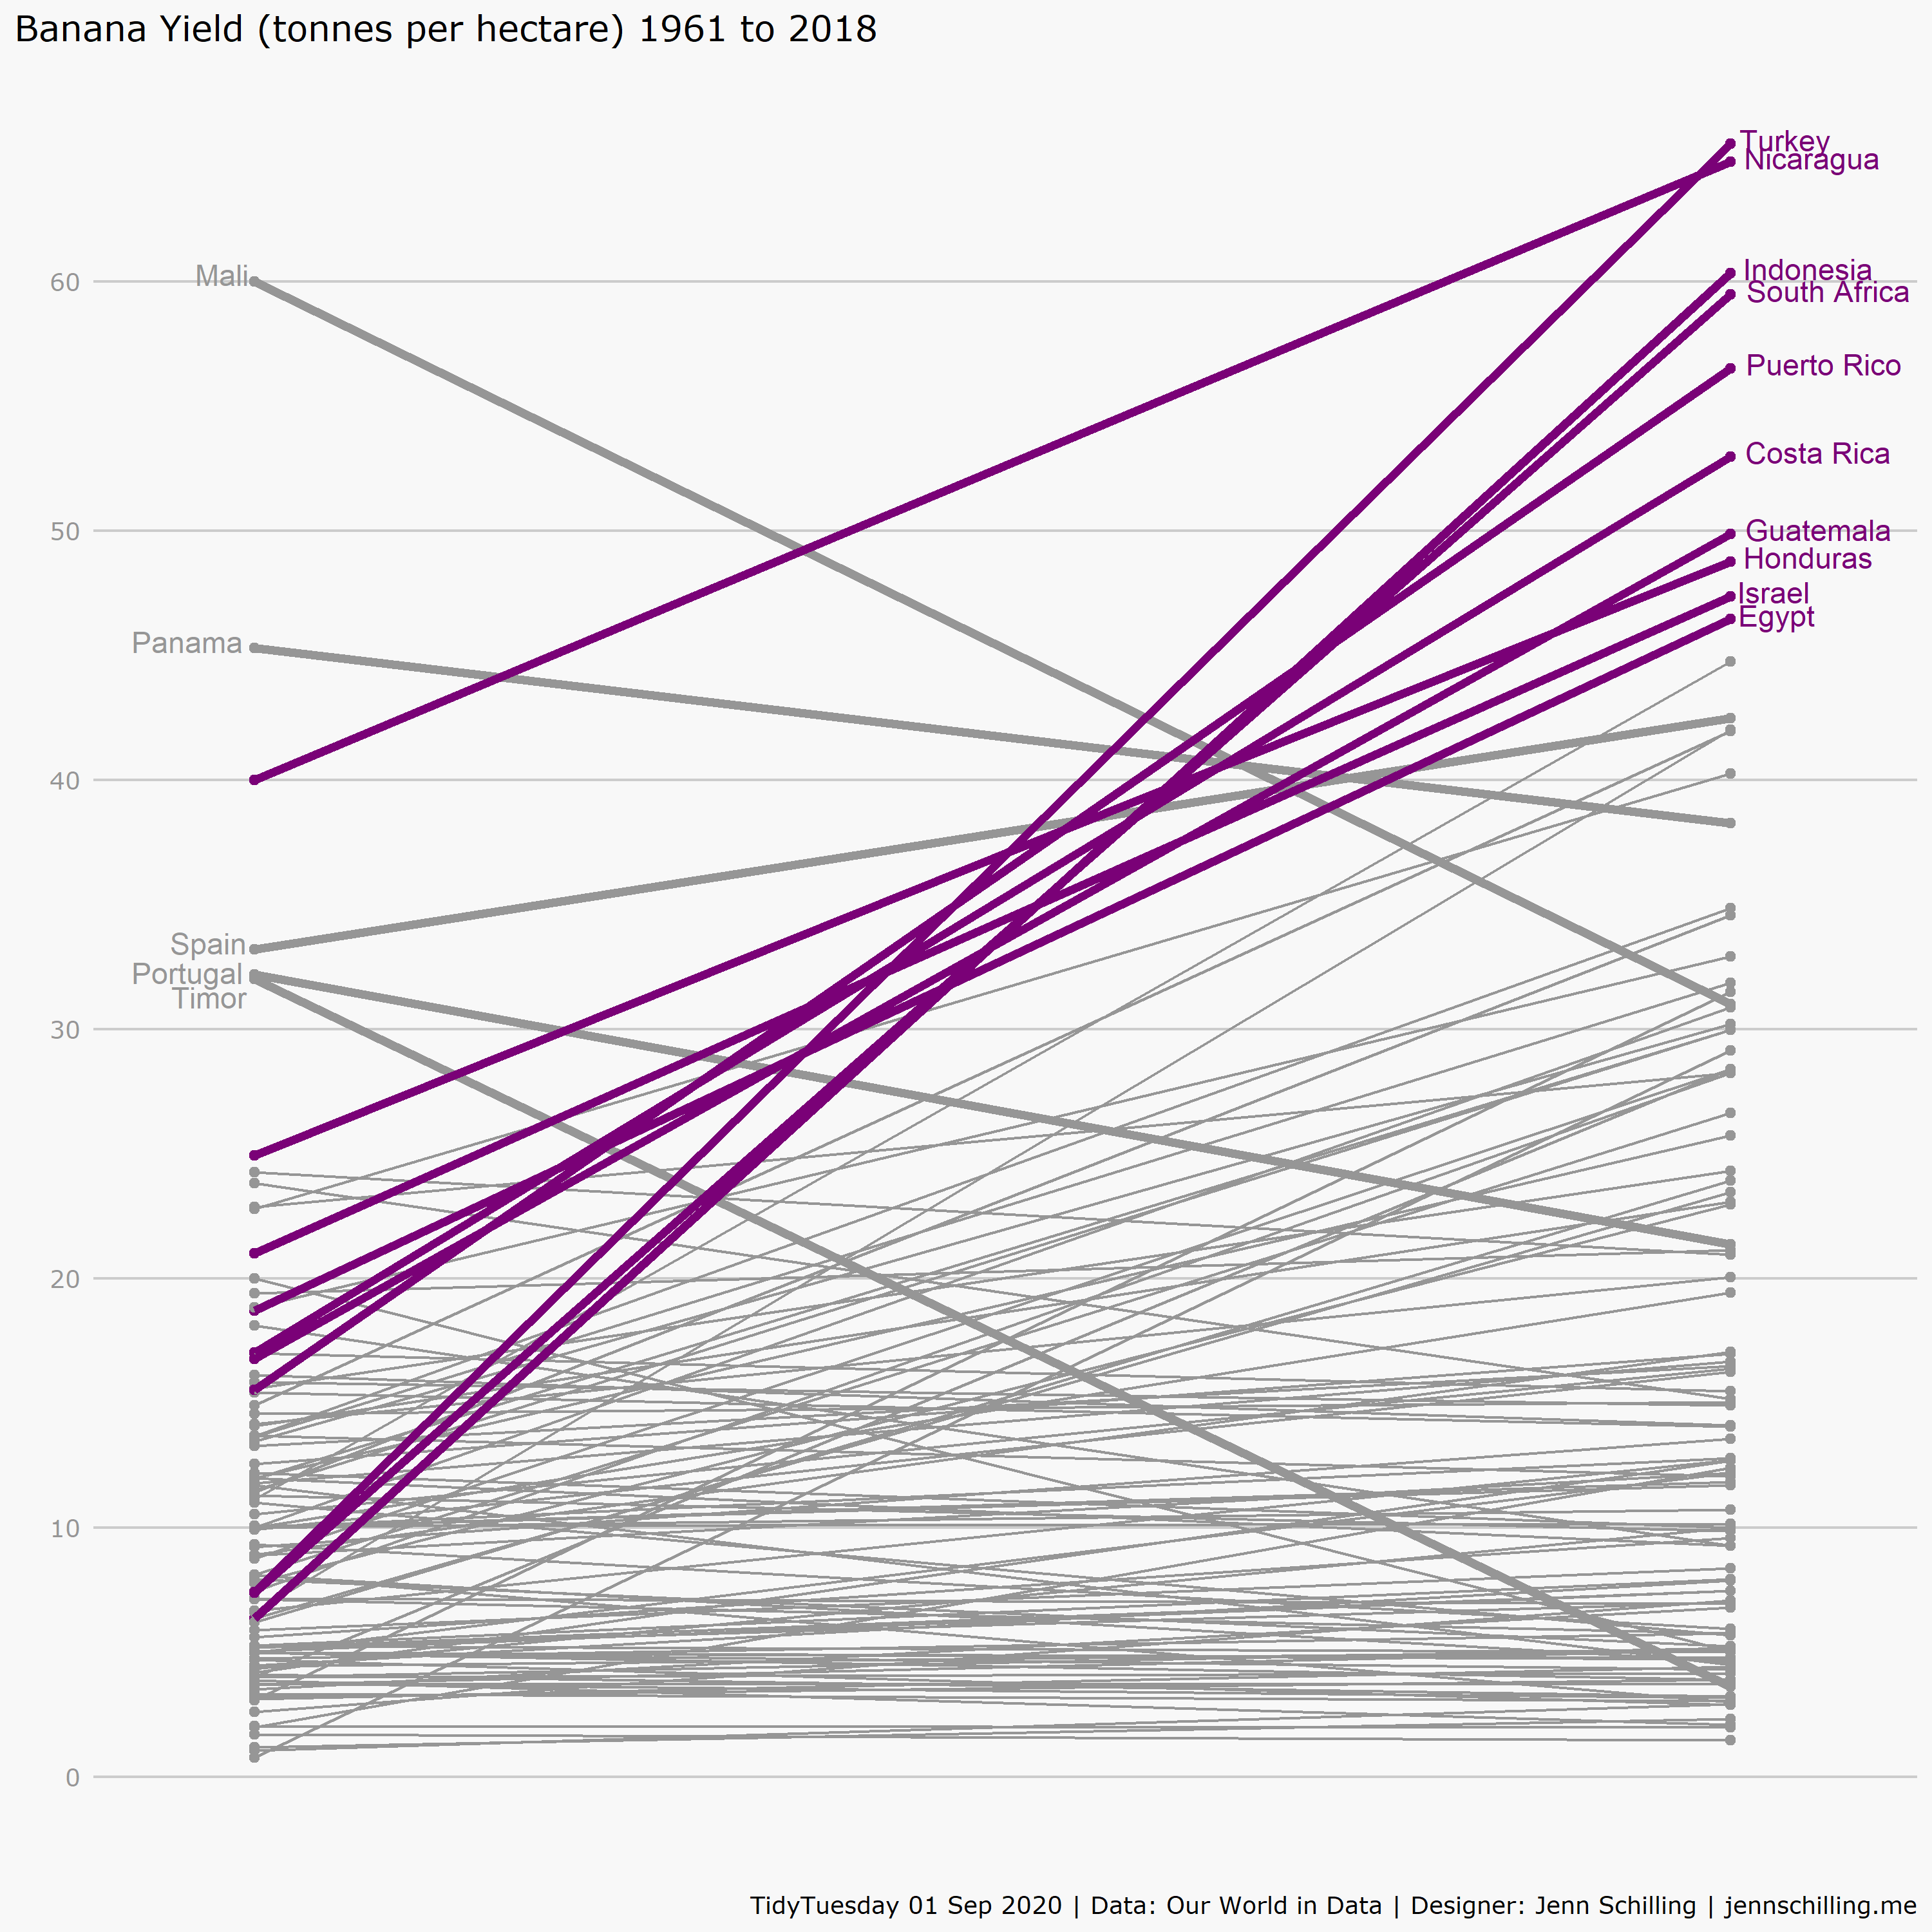 Banana Yield (tonnes per hectare) 1961 to 2018
Turkey
Nicaragua
Mali
60
Indonesia
South Africa
Puerto Rico
Costa Rica
50
Guatemala
Honduras
Israel
Egypt
Panama
40
Spain
Portugal
Timor
30
20
10
0
TidyTuesday 01 Sep 2020 | Data: Our World in Data | Designer: Jenn Schilling | jennschilling.me